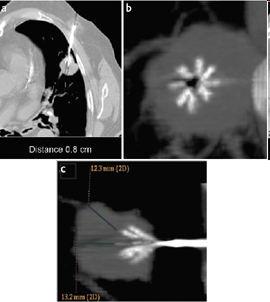 a
b
Distance 0.8 cm
c
12.3 mm (2D)
13.2 mm (2D)